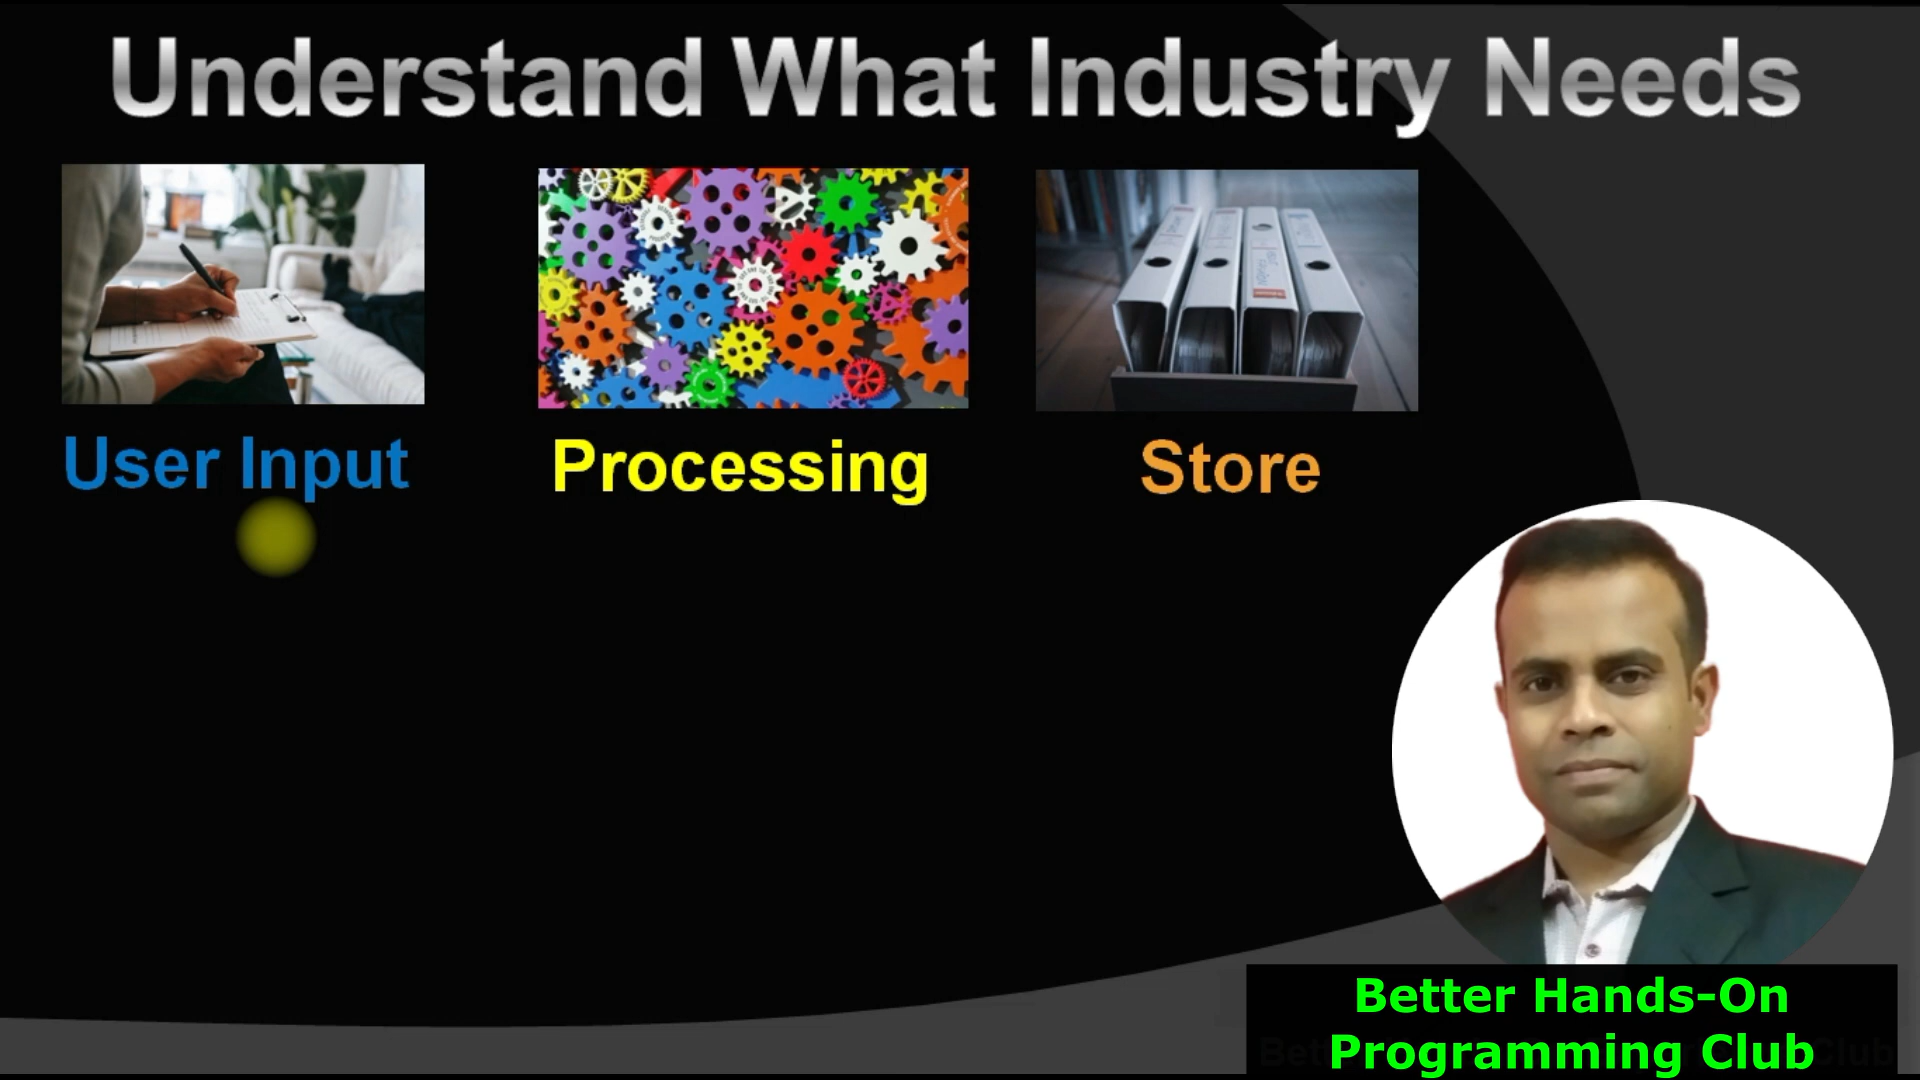 Understand What Industry Needs
User Input
Processing
Store
Better Hands-On
Programming Club